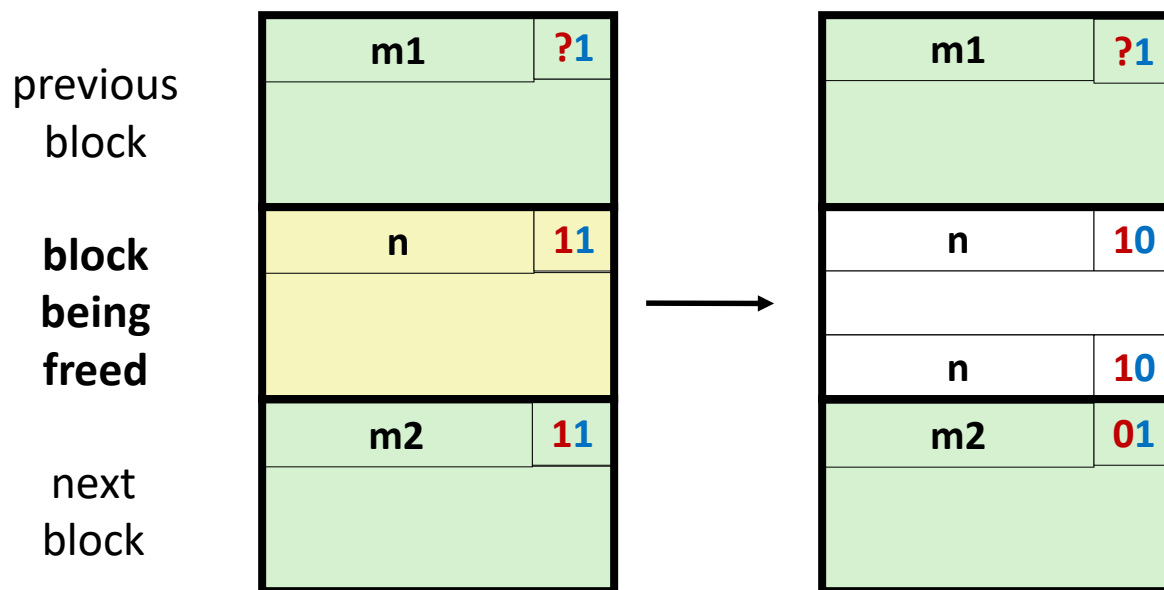 previous
block
m1 ?1
m1 ?1
block
being
freed
n 11
n 10
n 10
next
block
m2 11
m2 01